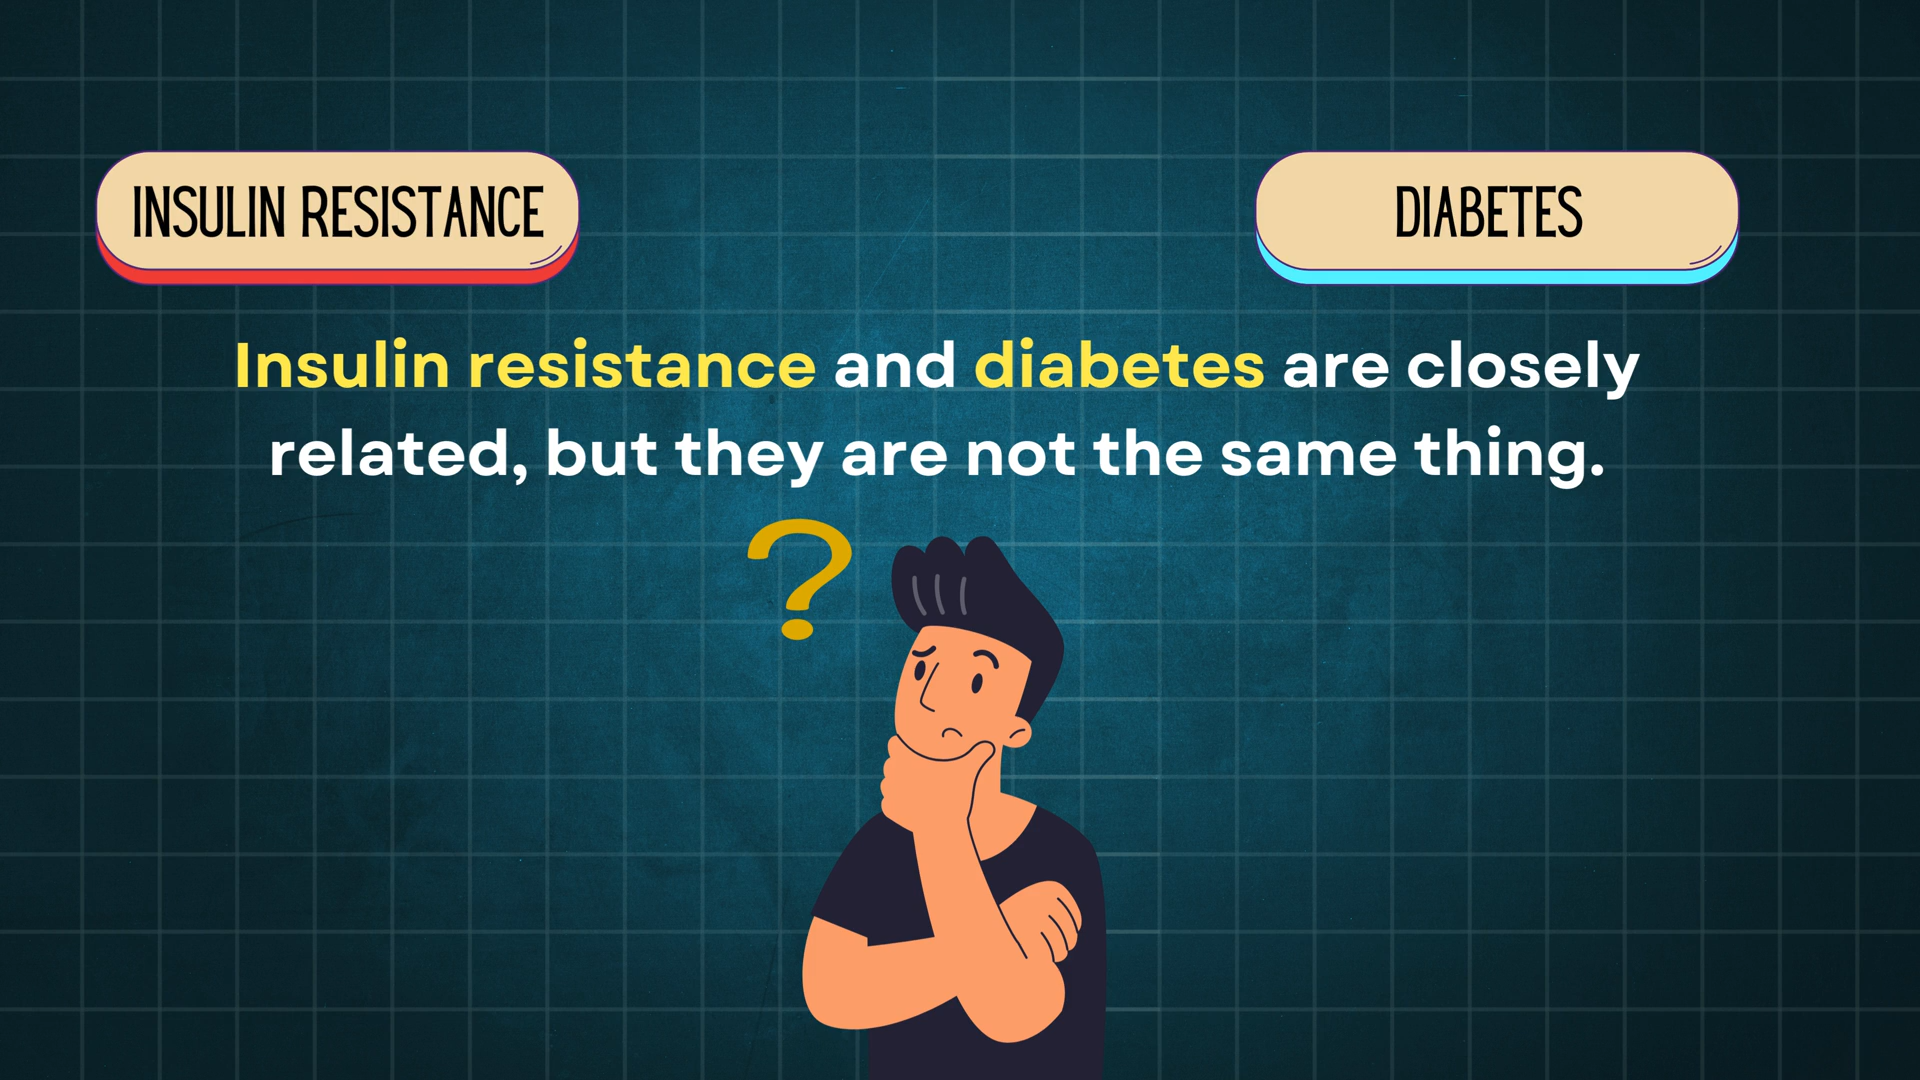 INSULIN RESISTANCE
DIABETES
Insulin resistance and diabetes are closely
related, but they are not the same thing.
?